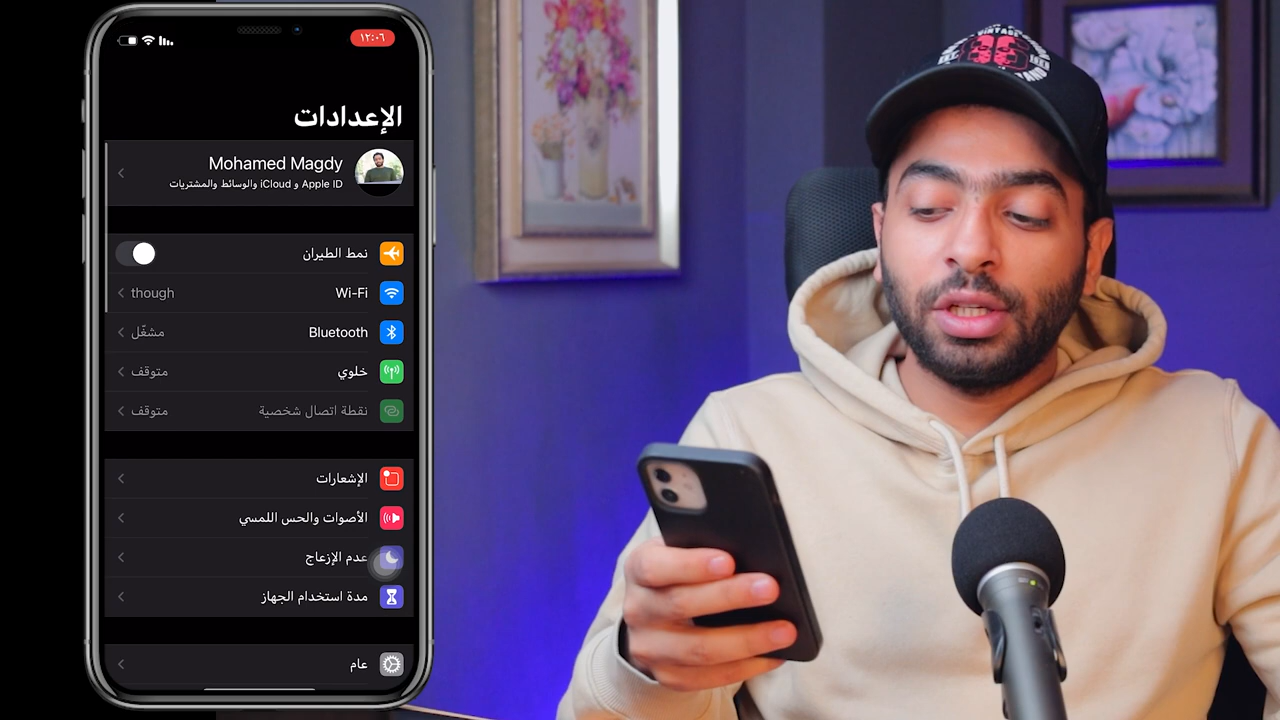 ١٢:٠٦
الإعدادات
Mohamed Magdy
Apple ID و iCloud والوسائط والمشتريات
نمط الطيران
Wi-Fi though
Bluetooth مشغّل
خلوي متوقف
نقطة اتصال شخصية متوقف
الإشعارات
الأصوات والحس اللمسي
عدم الإزعاج
مدة استخدام الجهاز
عام
VINTAGE